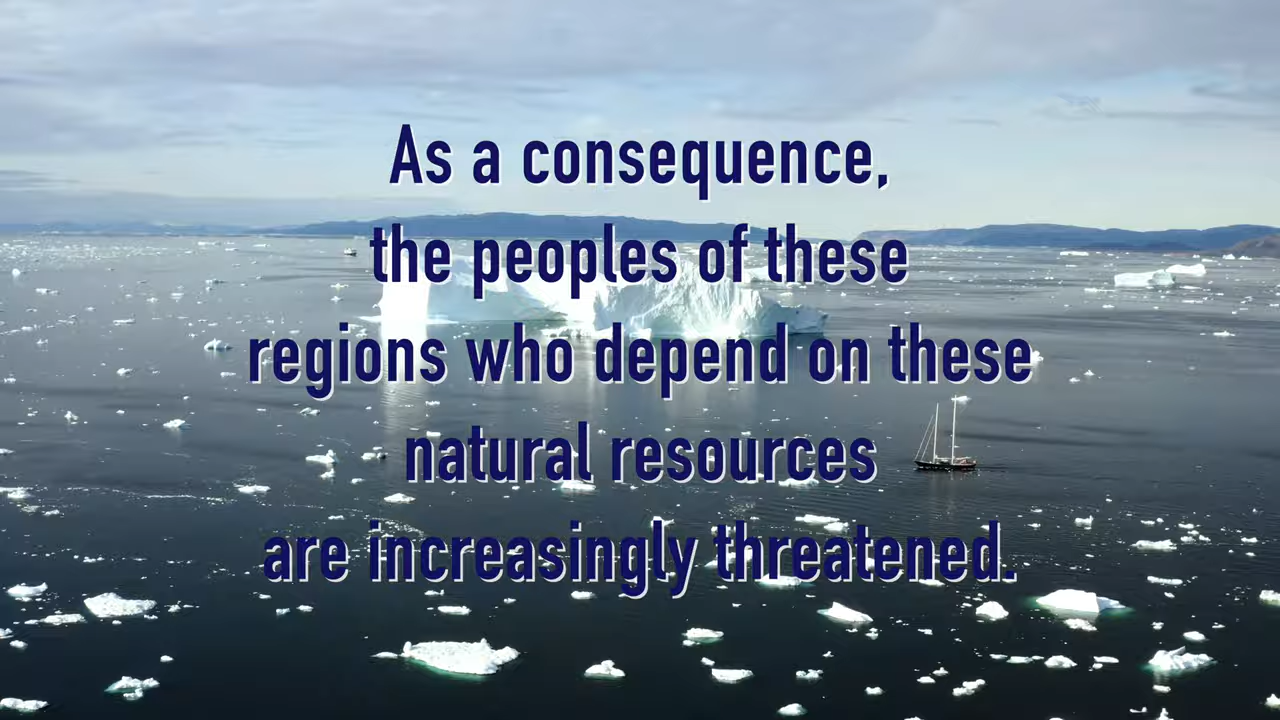 As a consequence,
the peoples of these
regions who depend on these
natural resources
are increasingly threatened.